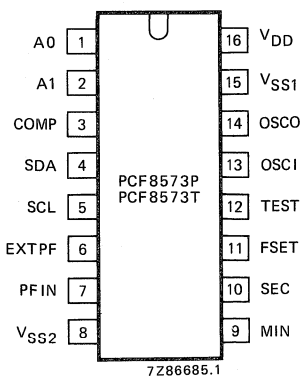 A0 1 16 VDD
A1 2 15 VSS1
COMP 3 14 OSCO
SDA 4 13 OSCI
PCF8573P
PCF8573T
SCL 5 12 TEST
EXTPF 6 11 FSET
PFIN 7 10 SEC
VSS2 8 9 MIN
7Z86685.1